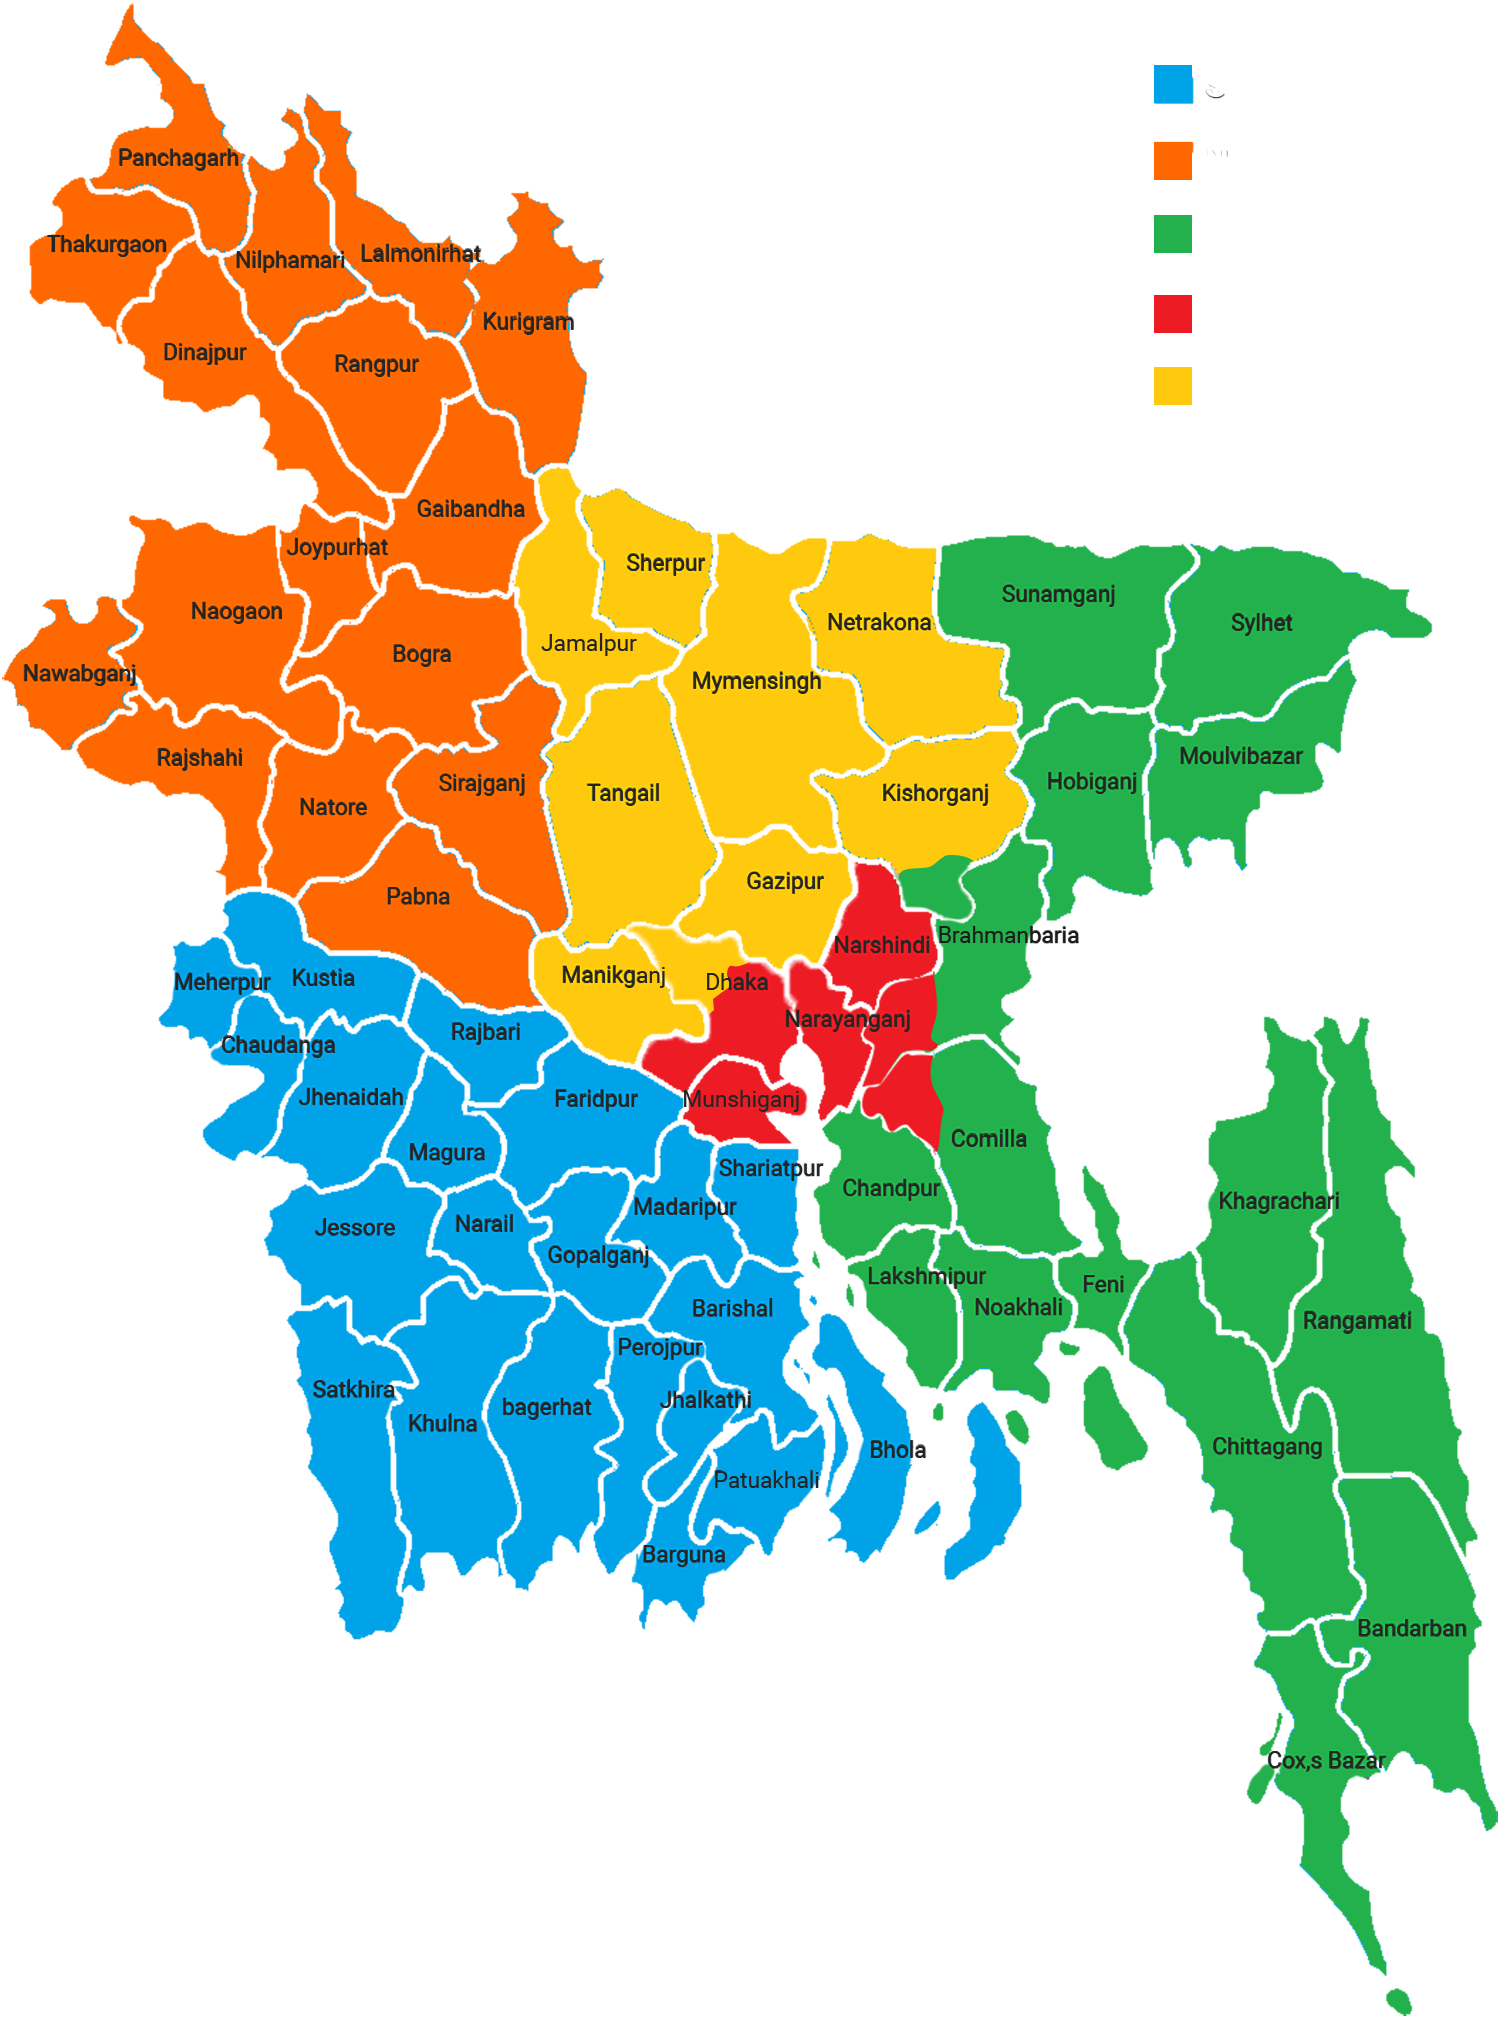 Panchagarh
Thakurgaon
Nilphamari
Lalmonirhat
Kurigram
Dinajpur
Rangpur
Gaibandha
Joypurhat
Sherpur
Sunamganj
Naogaon
Netrakona
Sylhet
Jamalpur
Bogra
Nawabganj
Mymensingh
Rajshahi
Moulvibazar
Sirajganj
Hobiganj
Tangail
Kishorganj
Natore
Gazipur
Pabna
Brahmanbaria
Narshindi
Manikganj
Kustia
Meherpur
Dhaka
Narayanganj
Rajbari
Chaudanga
Jhenaidah
Faridpur
Munshiganj
Comilla
Magura
Shariatpur
Chandpur
Khagrachari
Madaripur
Narail
Jessore
Gopalganj
Lakshmipur
Feni
Noakhali
Barishal
Rangamati
Perojpur
Satkhira
Jhalkathi
bagerhat
Khulna
Chittagang
Bhola
Patuakhali
Barguna
Bandarban
Cox,s Bazar